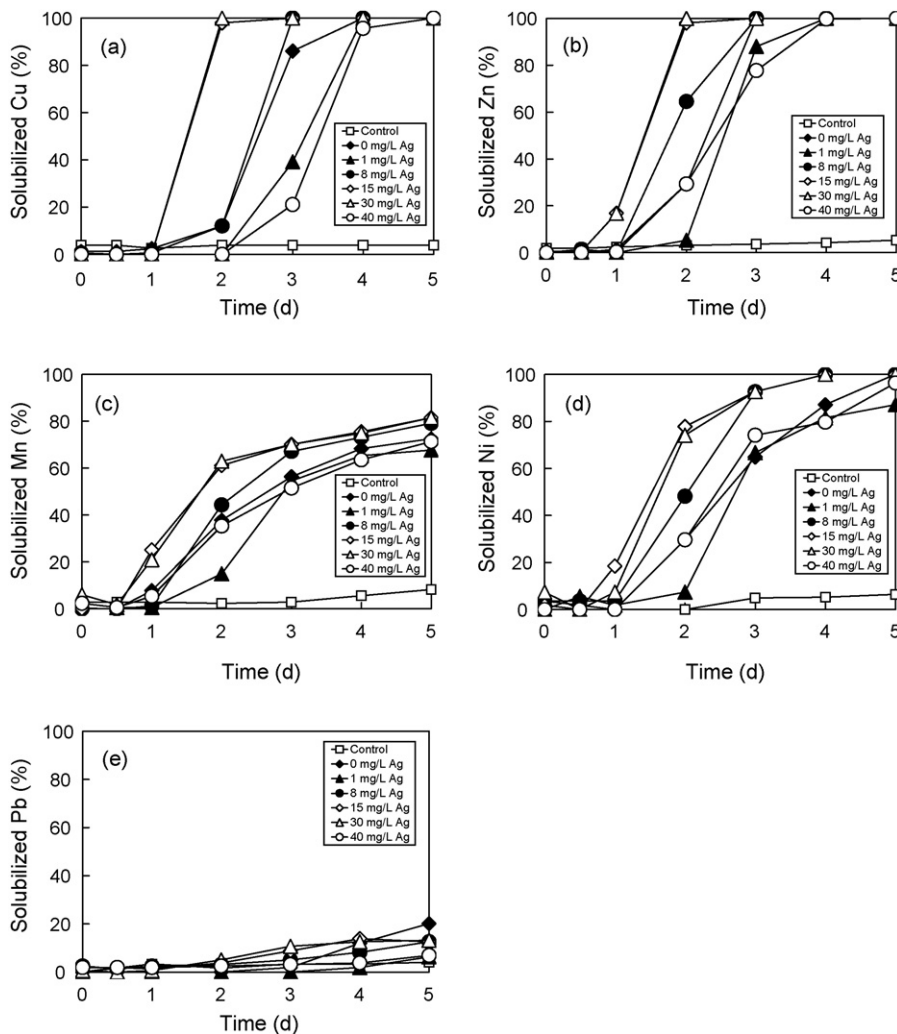 (a)
Solubilized Cu (%)
100
80
60
40
20
0
Control
0 mg/L Ag
1 mg/L Ag
8 mg/L Ag
15 mg/L Ag
30 mg/L Ag
40 mg/L Ag
0 1 2 3 4 5
Time (d)
(b)
Solubilized Zn (%)
100
80
60
40
20
0
Control
0 mg/L Ag
1 mg/L Ag
8 mg/L Ag
15 mg/L Ag
30 mg/L Ag
40 mg/L Ag
0 1 2 3 4 5
Time (d)
(c)
Solubilized Mn (%)
100
80
60
40
20
0
Control
0 mg/L Ag
1 mg/L Ag
8 mg/L Ag
15 mg/L Ag
30 mg/L Ag
40 mg/L Ag
0 1 2 3 4 5
Time (d)
(d)
Solubilized Ni (%)
100
80
60
40
20
0
Control
0 mg/L Ag
1 mg/L Ag
8 mg/L Ag
15 mg/L Ag
30 mg/L Ag
40 mg/L Ag
0 1 2 3 4 5
Time (d)
(e)
Solubilized Pb (%)
100
80
60
40
20
0
Control
0 mg/L Ag
1 mg/L Ag
8 mg/L Ag
15 mg/L Ag
30 mg/L Ag
40 mg/L Ag
0 1 2 3 4 5
Time (d)